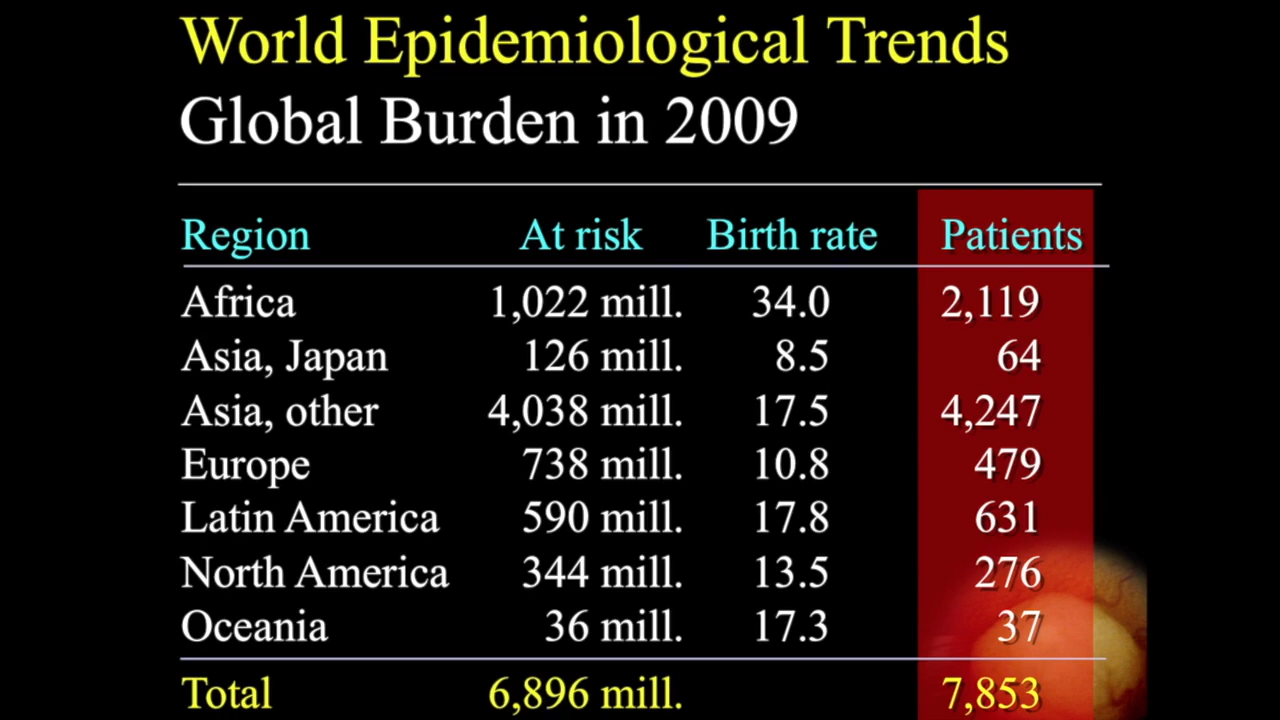 World Epidemiological Trends
Global Burden in 2009
Region At risk Birth rate Patients
Africa 1,022 mill. 34.0 2,119
Asia, Japan 126 mill. 8.5 64
Asia, other 4,038 mill. 17.5 4,247
Europe 738 mill. 10.8 479
Latin America 590 mill. 17.8 631
North America 344 mill. 13.5 276
Oceania 36 mill. 17.3 37
Total 6,896 mill. 7,853